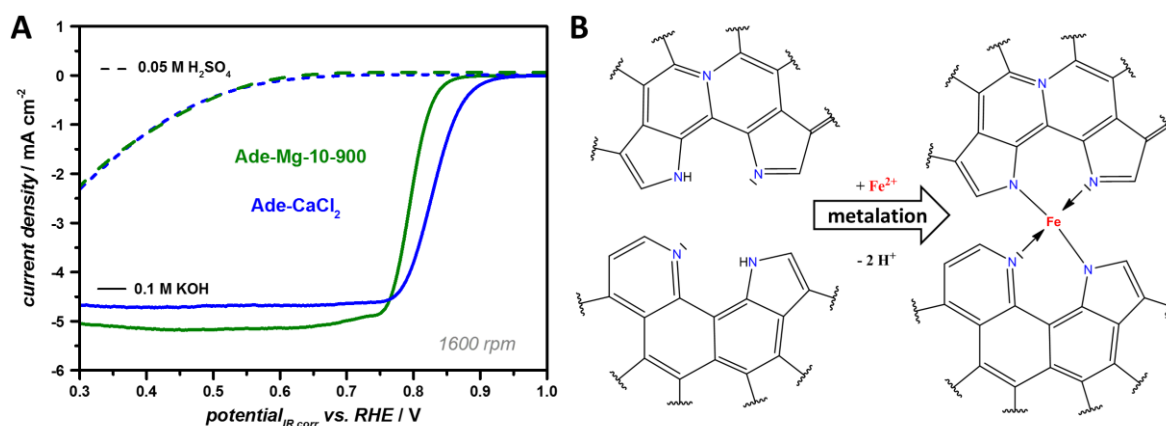 A
1
0
-1
-2
-3
-4
-5
-6
current density / mA cm⁻²
0.05 M H₂SO₄
Ade-Mg-10-900
Ade-CaCl₂
0.1 M KOH
1600 rpm
0.3 0.4 0.5 0.6 0.7 0.8 0.9 1.0
potential_IR corr vs. RHE / V
B
N
NH
N
N
HN
+ Fe²⁺
metalation
- 2 H⁺
N
N
N
Fe
N
N